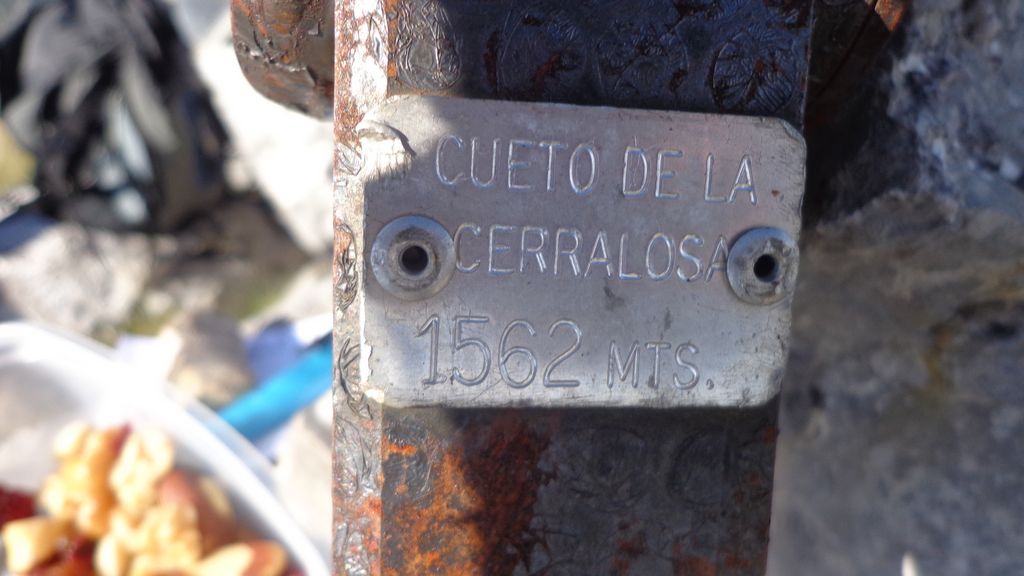 CUETO DE LA
CERRALOSA
1562 MTS.